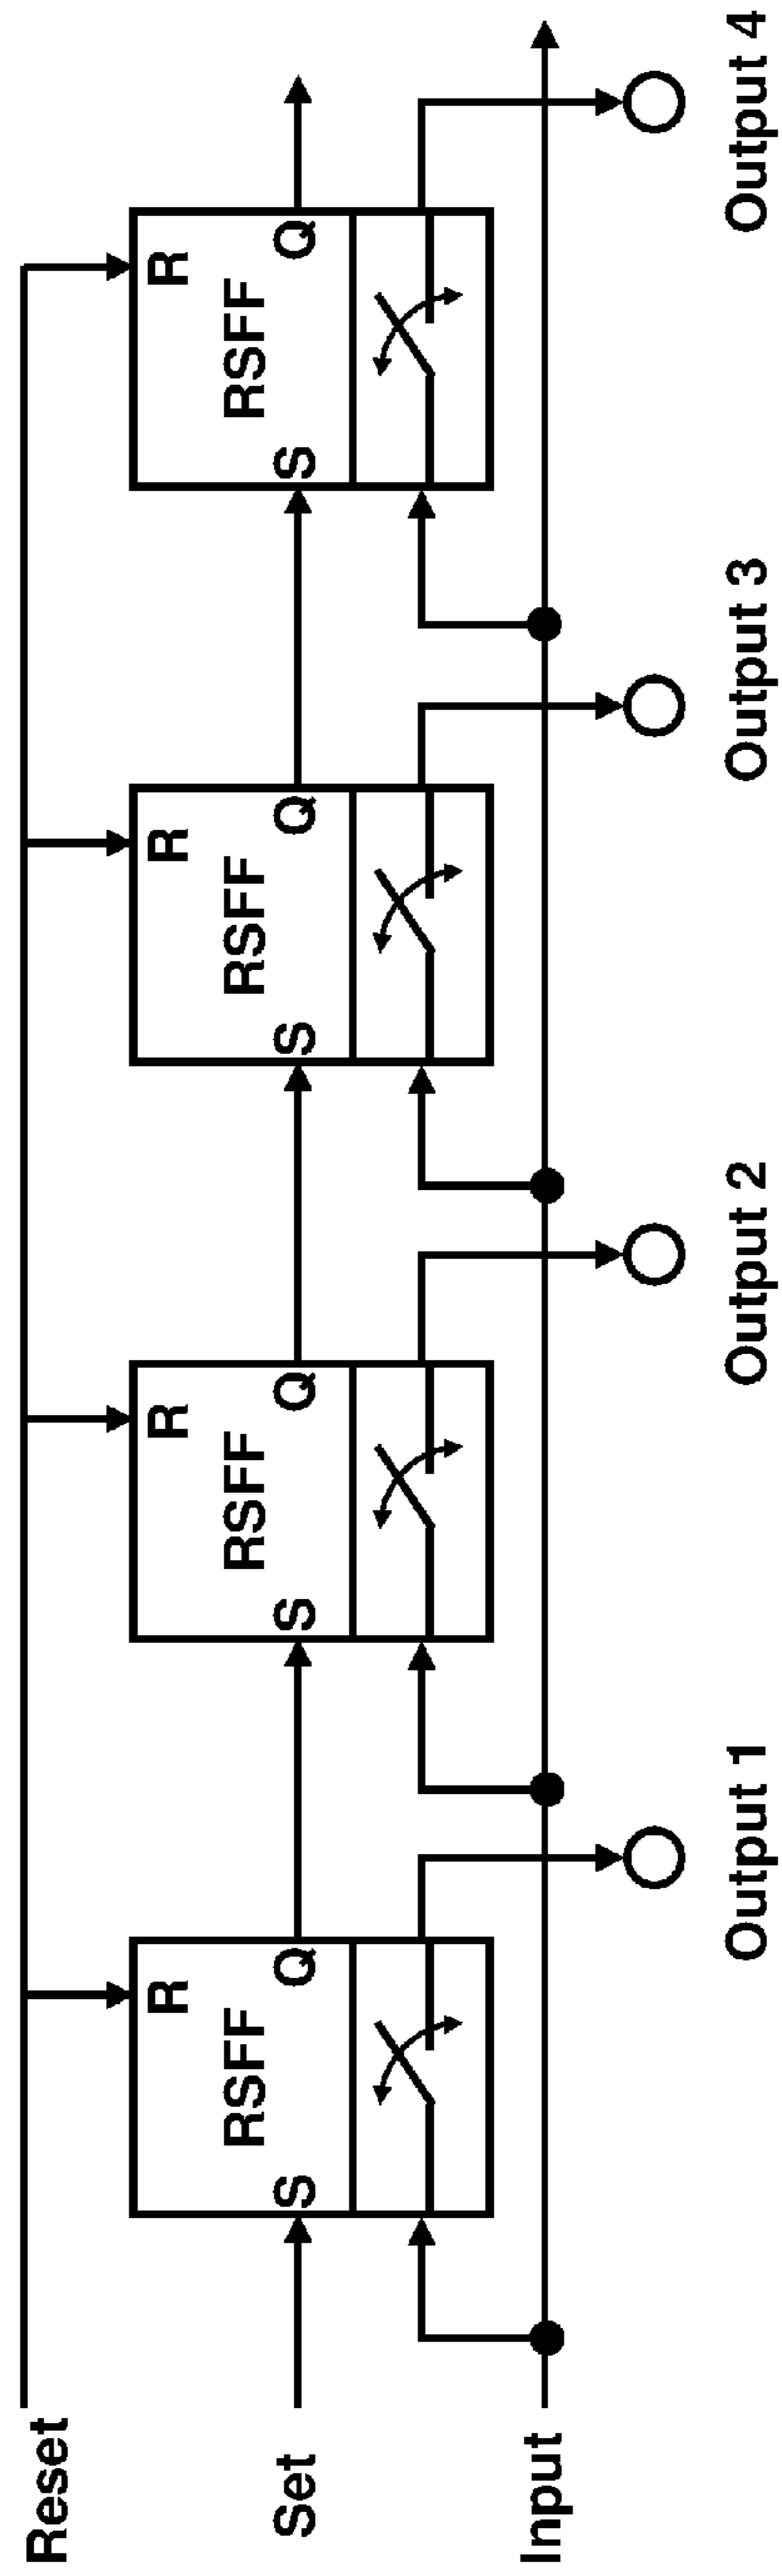 Reset
R
R
R
R
RSFF
RSFF
RSFF
RSFF
Set
S
Q
S
Q
S
Q
S
Q
Input
Output 1
Output 2
Output 3
Output 4